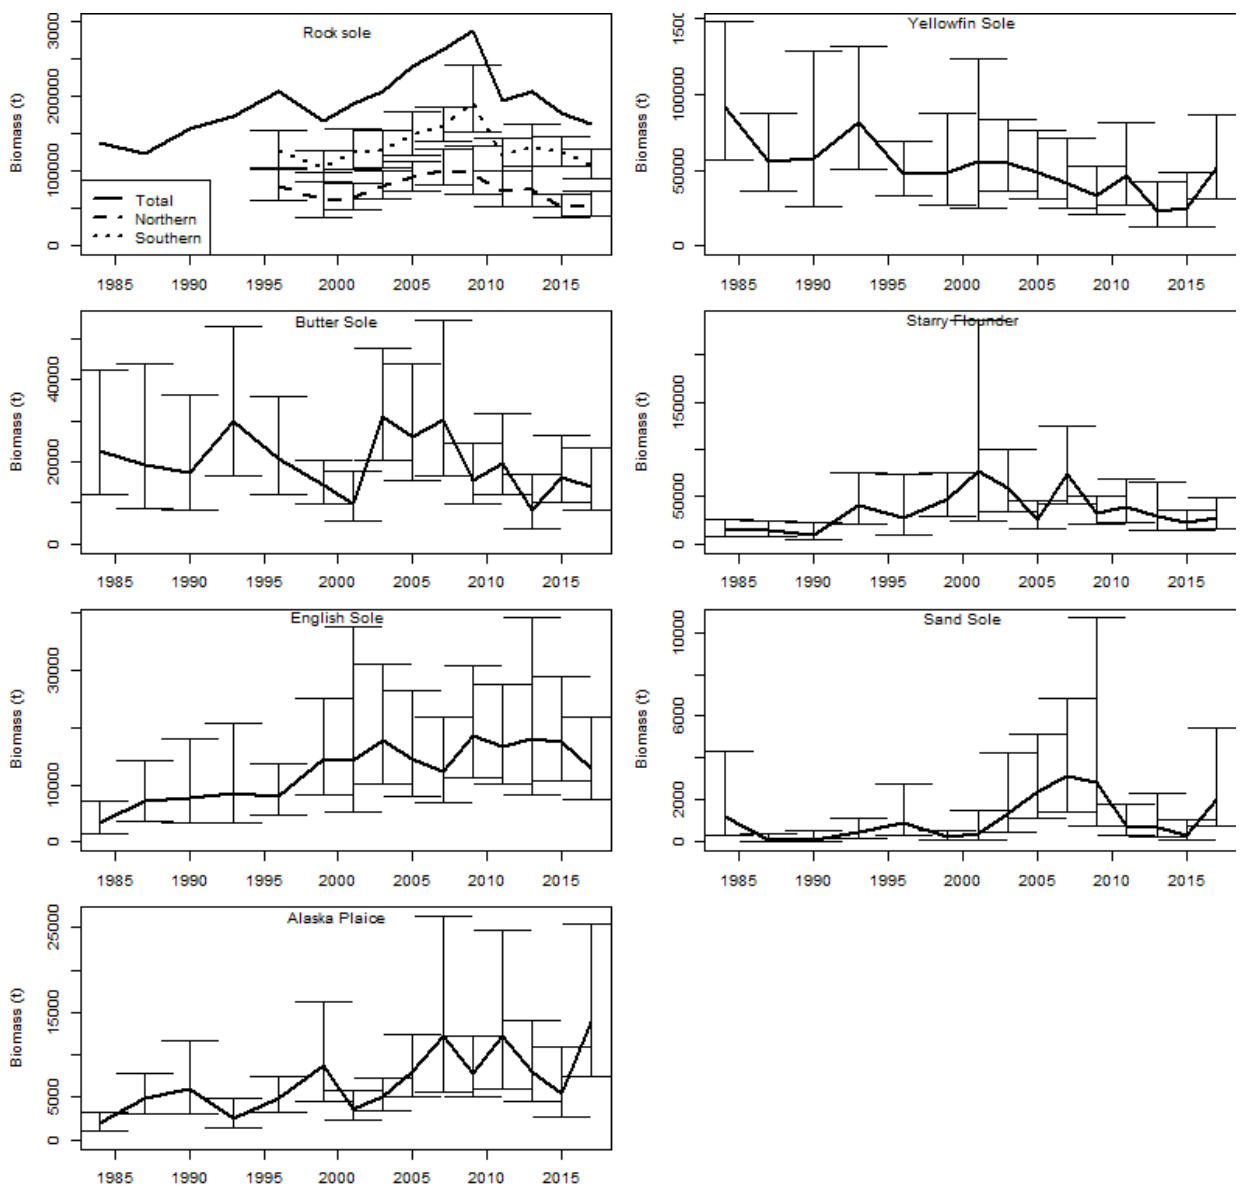 Rock sole
Biomass (t)
3000
200000
100000
0
Total
Northern
Southern
1985 1990 1995 2000 2005 2010 2015
Yellowfin Sole
Biomass (t)
1500
100000
50000
0
1985 1990 1995 2000 2005 2010 2015
Butter Sole
Biomass (t)
40000
20000
0
1985 1990 1995 2000 2005 2010 2015
Starry Flounder
Biomass (t)
150000
50000
0
1985 1990 1995 2000 2005 2010 2015
English Sole
Biomass (t)
30000
10000
0
1985 1990 1995 2000 2005 2010 2015
Sand Sole
Biomass (t)
10000
6000
2000
0
1985 1990 1995 2000 2005 2010 2015
Alaska Plaice
Biomass (t)
25000
15000
5000
0
1985 1990 1995 2000 2005 2010 2015